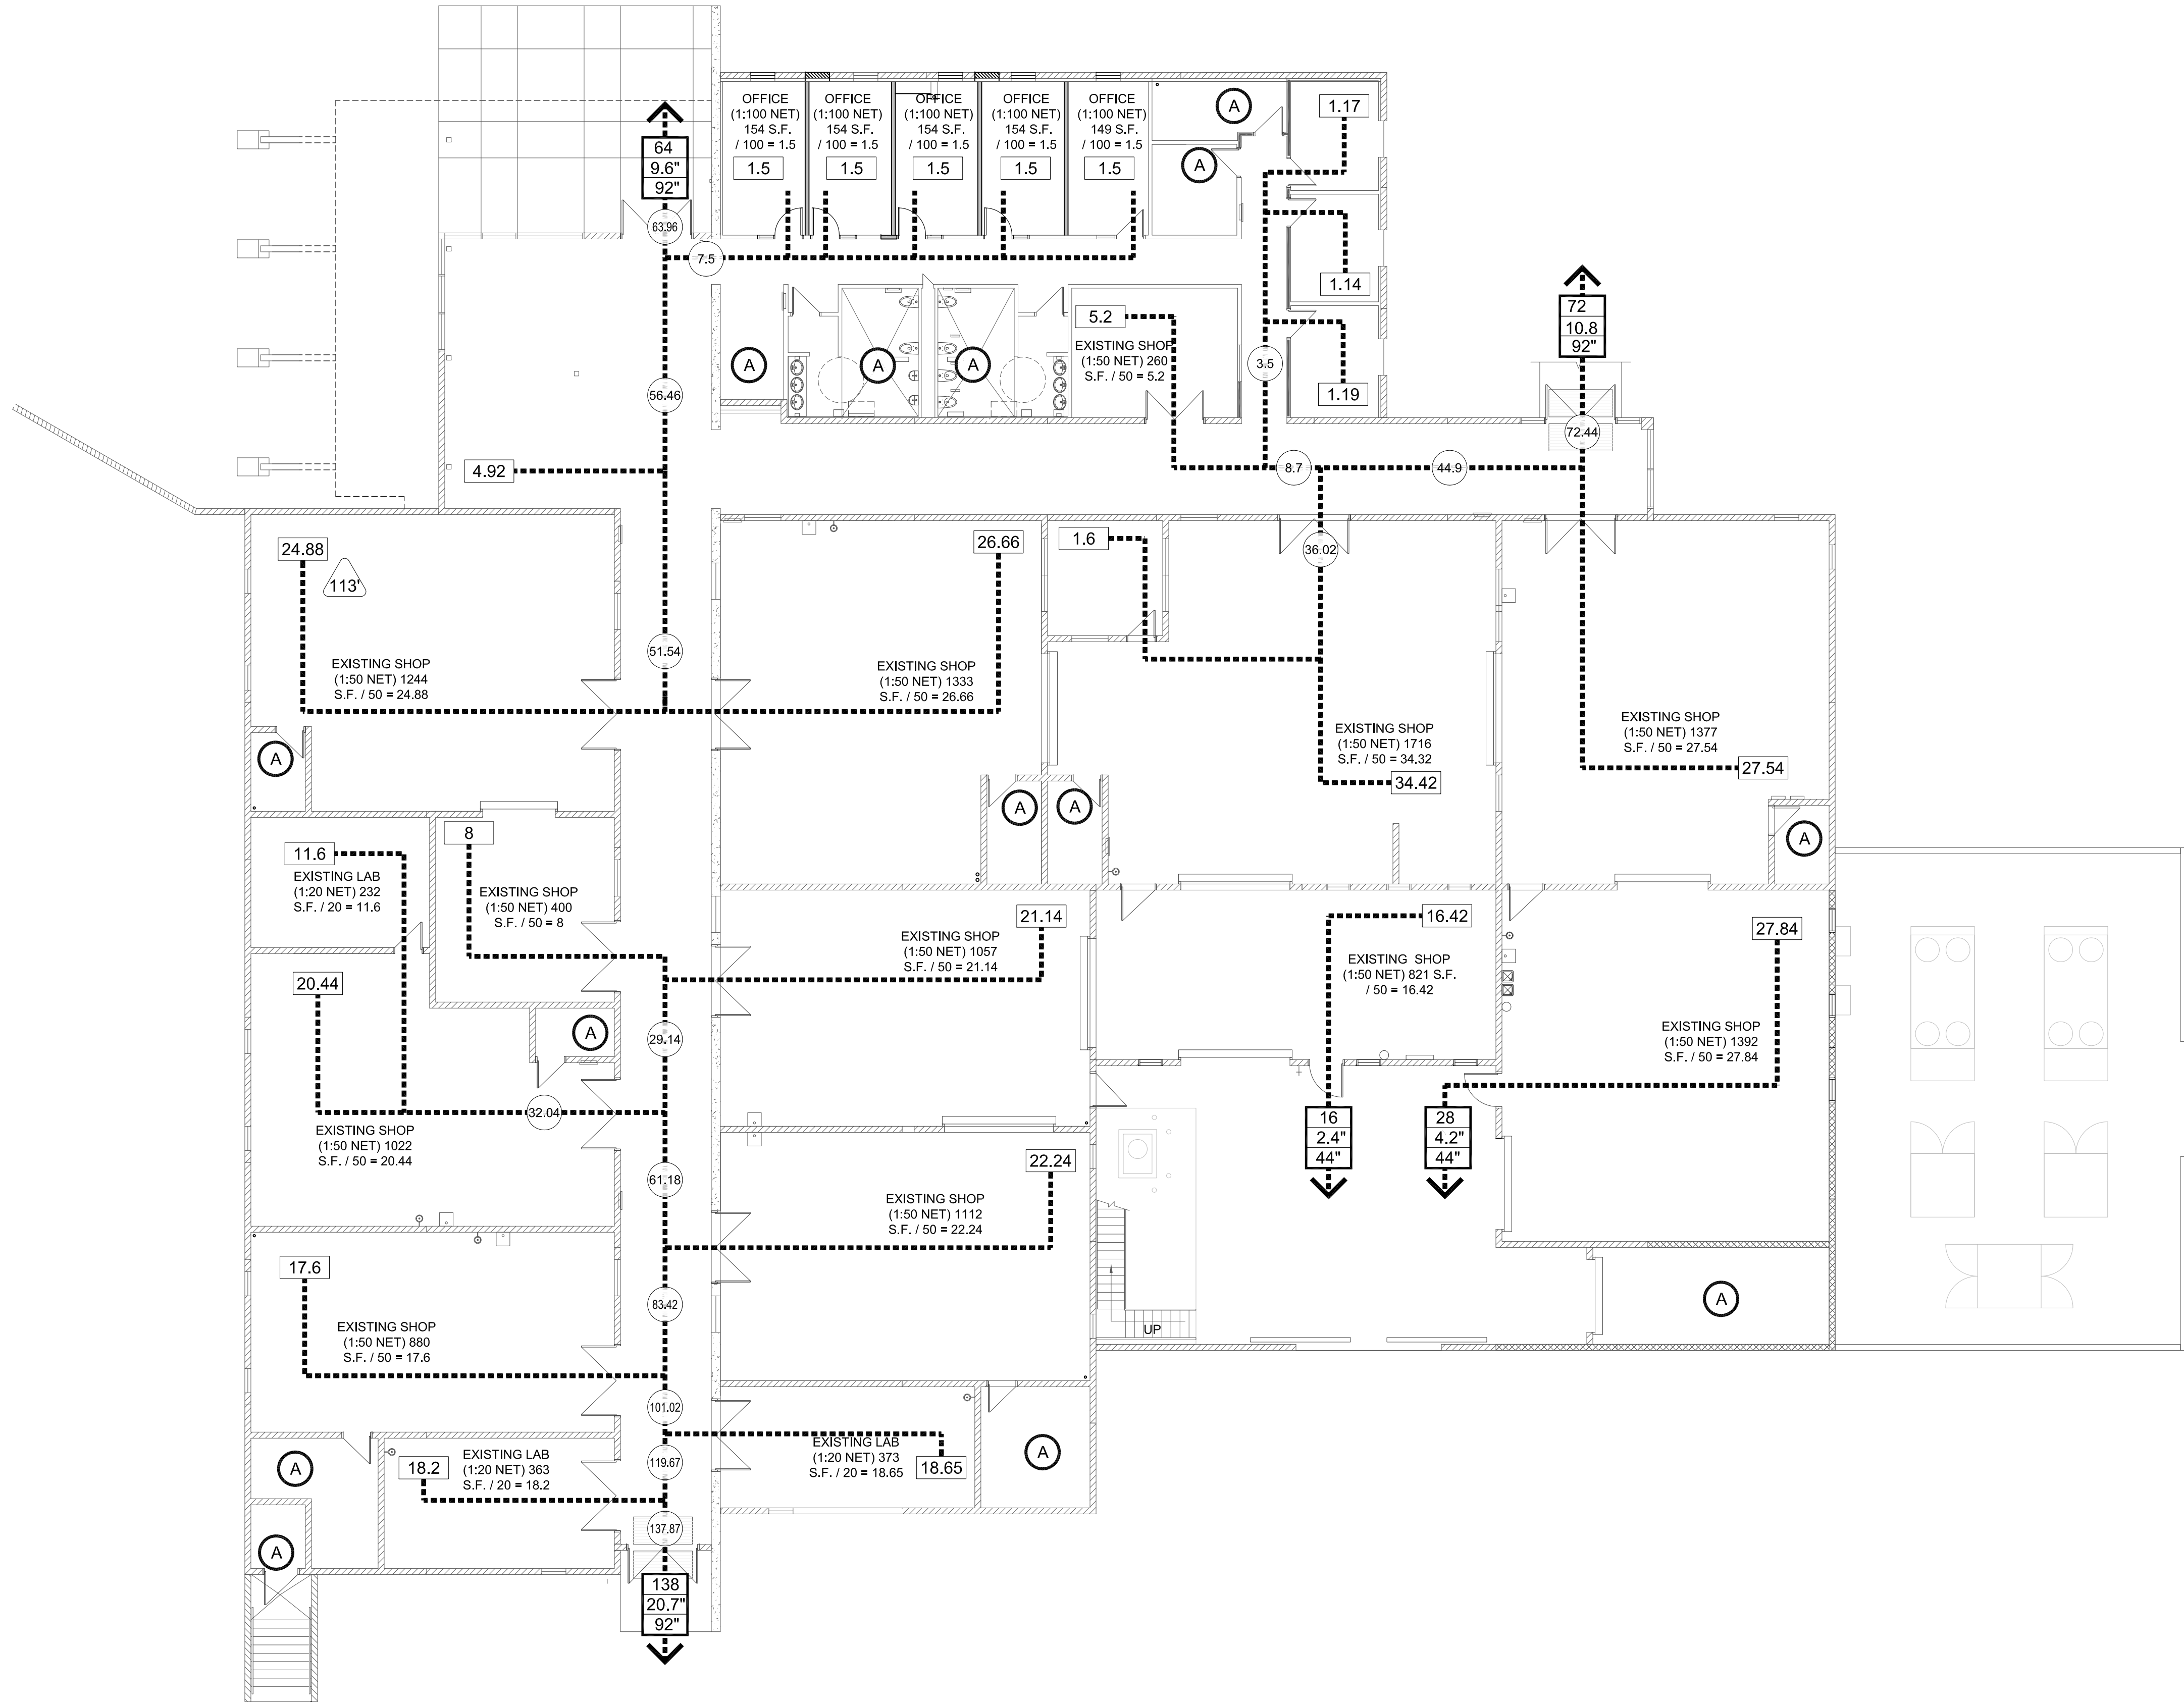 OFFICE
(1:100 NET)
154 S.F.
/ 100 = 1.5
1.5
OFFICE
(1:100 NET)
154 S.F.
/ 100 = 1.5
1.5
OFFICE
(1:100 NET)
154 S.F.
/ 100 = 1.5
1.5
OFFICE
(1:100 NET)
154 S.F.
/ 100 = 1.5
1.5
OFFICE
(1:100 NET)
149 S.F.
/ 100 = 1.5
1.5
A
A
1.17
1.14
1.19
64
9.6"
92"
63.96
7.5
56.46
4.92
A
A
A
5.2
EXISTING SHOP
(1:50 NET) 260
S.F. / 50 = 5.2
3.5
72
10.8
92"
72.44
8.7
44.9
24.88
113'
EXISTING SHOP
(1:50 NET) 1244
S.F. / 50 = 24.88
A
51.54
26.66
EXISTING SHOP
(1:50 NET) 1333
S.F. / 50 = 26.66
1.6
36.02
EXISTING SHOP
(1:50 NET) 1716
S.F. / 50 = 34.32
34.42
EXISTING SHOP
(1:50 NET) 1377
S.F. / 50 = 27.54
27.54
A
A
A
11.6
EXISTING LAB
(1:20 NET) 232
S.F. / 20 = 11.6
8
EXISTING SHOP
(1:50 NET) 400
S.F. / 50 = 8
21.14
EXISTING SHOP
(1:50 NET) 1057
S.F. / 50 = 21.14
16.42
EXISTING SHOP
(1:50 NET) 821 S.F.
/ 50 = 16.42
27.84
EXISTING SHOP
(1:50 NET) 1392
S.F. / 50 = 27.84
20.44
A
29.14
32.04
EXISTING SHOP
(1:50 NET) 1022
S.F. / 50 = 20.44
61.18
16
2.4"
44"
28
4.2"
44"
22.24
EXISTING SHOP
(1:50 NET) 1112
S.F. / 50 = 22.24
17.6
EXISTING SHOP
(1:50 NET) 880
S.F. / 50 = 17.6
83.42
UP
A
101.02
A
18.2
EXISTING LAB
(1:20 NET) 363
S.F. / 20 = 18.2
119.67
EXISTING LAB
(1:20 NET) 373
S.F. / 20 = 18.65
18.65
A
A
137.87
138
20.7"
92"